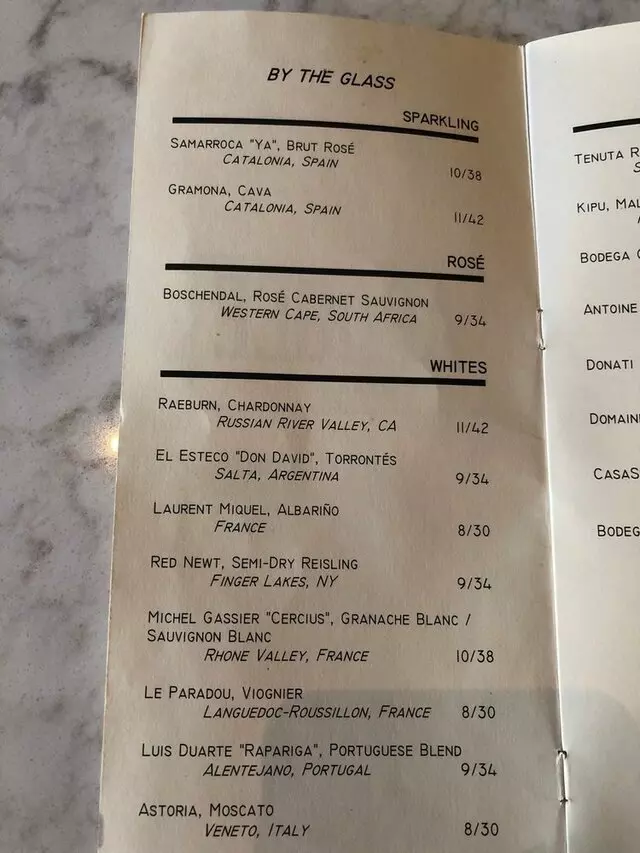 BY THE GLASS
SPARKLING
SAMARROCA "YA", BRUT ROSÉ
CATALONIA, SPAIN
10/38
GRAMONA, CAVA
CATALONIA, SPAIN
11/42
ROSÉ
BOSCHENDAL, ROSÉ CABERNET SAUVIGNON
WESTERN CAPE, SOUTH AFRICA 9/34
WHITES
RAEBURN, CHARDONNAY
RUSSIAN RIVER VALLEY, CA 11/42
EL ESTECO "DON DAVID", TORRONTÉS
SALTA, ARGENTINA 9/34
LAURENT MIQUEL, ALBARIÑO
FRANCE 8/30
RED NEWT, SEMI-DRY REISLING
FINGER LAKES, NY 9/34
MICHEL GASSIER "CERCIUS", GRANACHE BLANC /
SAUVIGNON BLANC
RHONE VALLEY, FRANCE 10/38
LE PARADOU, VIOGNIER
LANGUEDOC-ROUSSILLON, FRANCE 8/30
LUIS DUARTE "RAPARIGA", PORTUGUESE BLEND
ALENTEJANO, PORTUGAL 9/34
ASTORIA, MOSCATO
VENETO, ITALY 8/30
TENUTA R
S
KIPU, MAL
BODEGA
ANTOINE
DONATI
DOMAIN
CASAS
BODEG